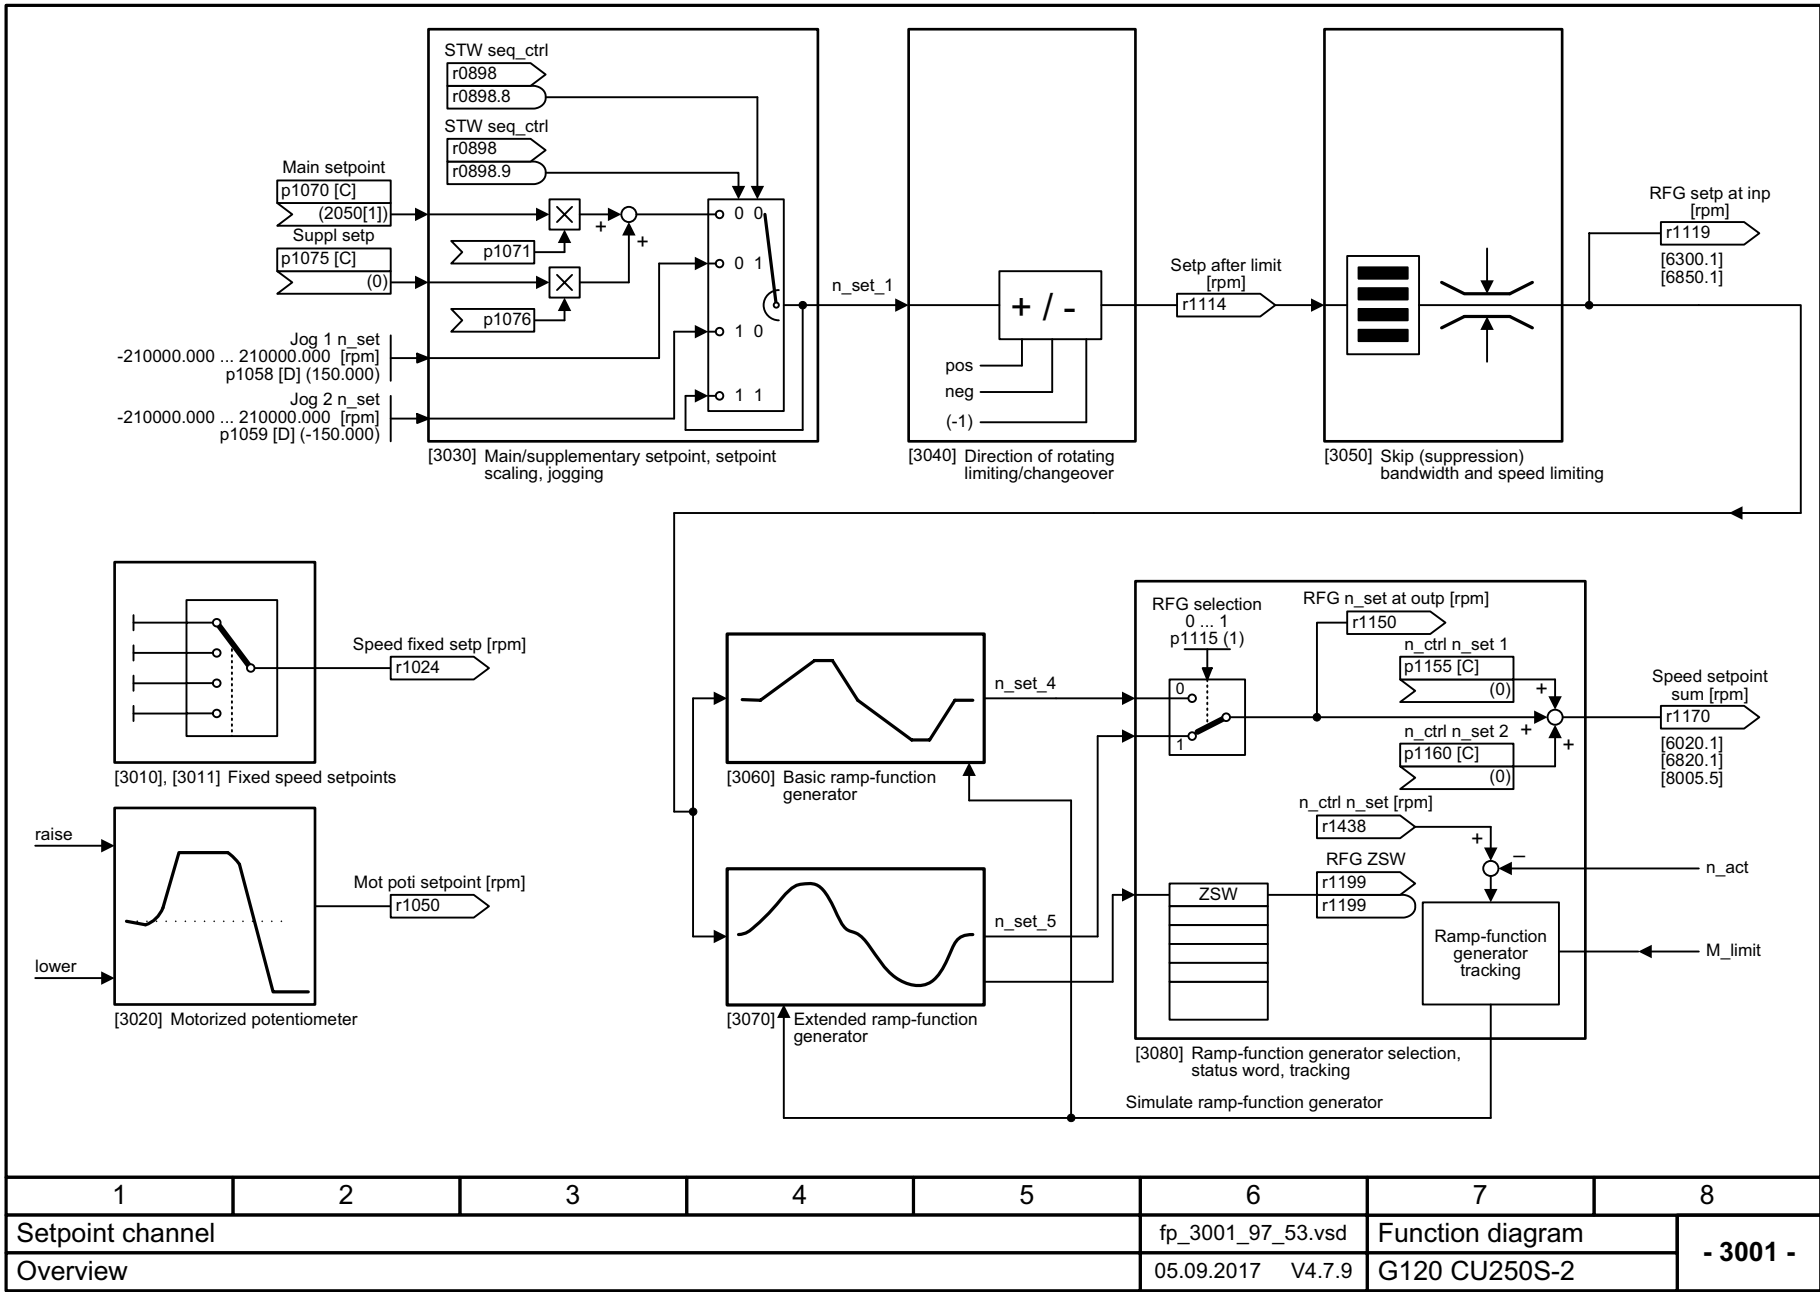 STW seq_ctrl
r0898
r0898.8
STW seq_ctrl
r0898
r0898.9
Main setpoint
p1070 [C]
(2050[1])
Suppl setp
p1075 [C]
(0)
p1071
p1076
+
+
0 0
0 1
1 0
1 1
Jog 1 n_set
-210000.000 ... 210000.000 [rpm]
p1058 [D] (150.000)
Jog 2 n_set
-210000.000 ... 210000.000 [rpm]
p1059 [D] (-150.000)
[3030] Main/supplementary setpoint, setpoint
scaling, jogging
n_set_1
+ / -
pos
neg
(-1)
[3040] Direction of rotating
limiting/changeover
Setp after limit
[rpm]
r1114
[3050] Skip (suppression)
bandwidth and speed limiting
RFG setp at inp
[rpm]
r1119
[6300.1]
[6850.1]
Speed fixed setp [rpm]
r1024
[3010], [3011] Fixed speed setpoints
raise
lower
Mot poti setpoint [rpm]
r1050
[3020] Motorized potentiometer
n_set_4
[3060] Basic ramp-function
generator
n_set_5
[3070] Extended ramp-function
generator
RFG selection
0 ... 1
p1115 (1)
0
1
RFG n_set at outp [rpm]
r1150
n_ctrl n_set 1
p1155 [C]
(0)
+
+
+
n_ctrl n_set 2
p1160 [C]
(0)
Speed setpoint
sum [rpm]
r1170
[6020.1]
[6820.1]
[8005.5]
n_ctrl n_set [rpm]
r1438
+
–
n_act
RFG ZSW
r1199
r1199
ZSW
Ramp-function
generator
tracking
M_limit
[3080] Ramp-function generator selection,
status word, tracking
Simulate ramp-function generator
1 2 3 4 5 6 7 8
Setpoint channel
fp_3001_97_53.vsd
Function diagram
- 3001 -
Overview
05.09.2017 V4.7.9
G120 CU250S-2